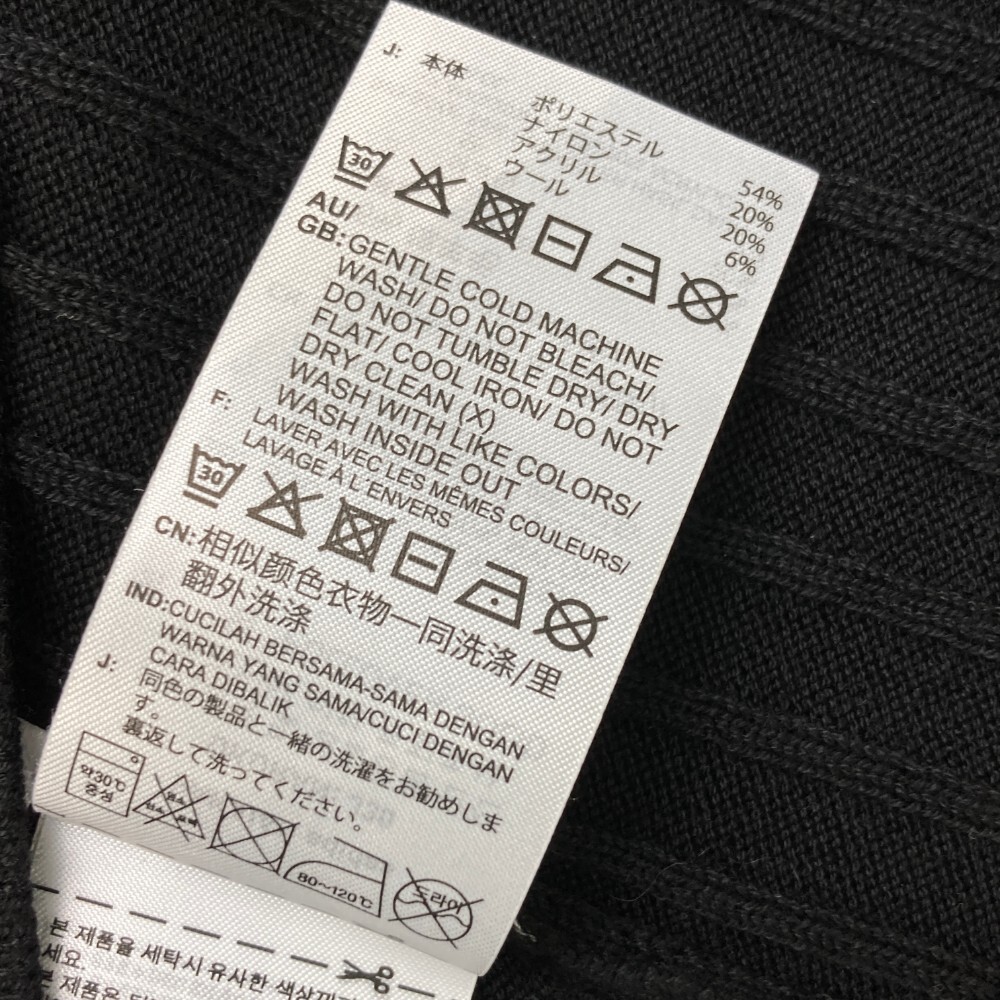 J: 本体
ポリエステル 54%
ナイロン 20%
アクリル 20%
ウール 6%
30
AU/
GB: GENTLE COLD MACHINE
WASH/ DO NOT BLEACH/
DO NOT TUMBLE DRY/ DRY
FLAT/ COOL IRON/ DO NOT
DRY CLEAN (X)
WASH WITH LIKE COLORS/
WASH INSIDE OUT
F: LAVER AVEC LES MÊMES COULEURS/
LAVAGE À L'ENVERS
30
CN: 相似颜色衣物一同洗涤/里
翻外洗涤
IND: CUCILAH BERSAMA-SAMA DENGAN
WARNA YANG SAMA/CUCI DENGAN
CARA DIBALIK
J: 同色の製品と一緒の洗濯をお勧めしま
す。
裏返して洗ってください。
약30℃
중성
80~120℃
드라이
본 제품을 세탁시 유사한 색상
세요.
본 제품은